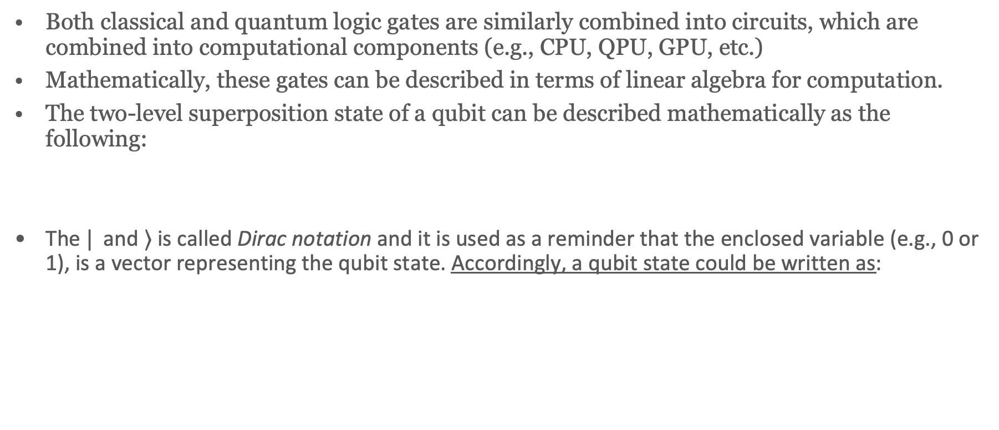 • Both classical and quantum logic gates are similarly combined into circuits, which are
combined into computational components (e.g., CPU, QPU, GPU, etc.)
• Mathematically, these gates can be described in terms of linear algebra for computation.
• The two-level superposition state of a qubit can be described mathematically as the
following:
• The | and ⟩ is called Dirac notation and it is used as a reminder that the enclosed variable (e.g., 0 or
1), is a vector representing the qubit state. Accordingly, a qubit state could be written as: